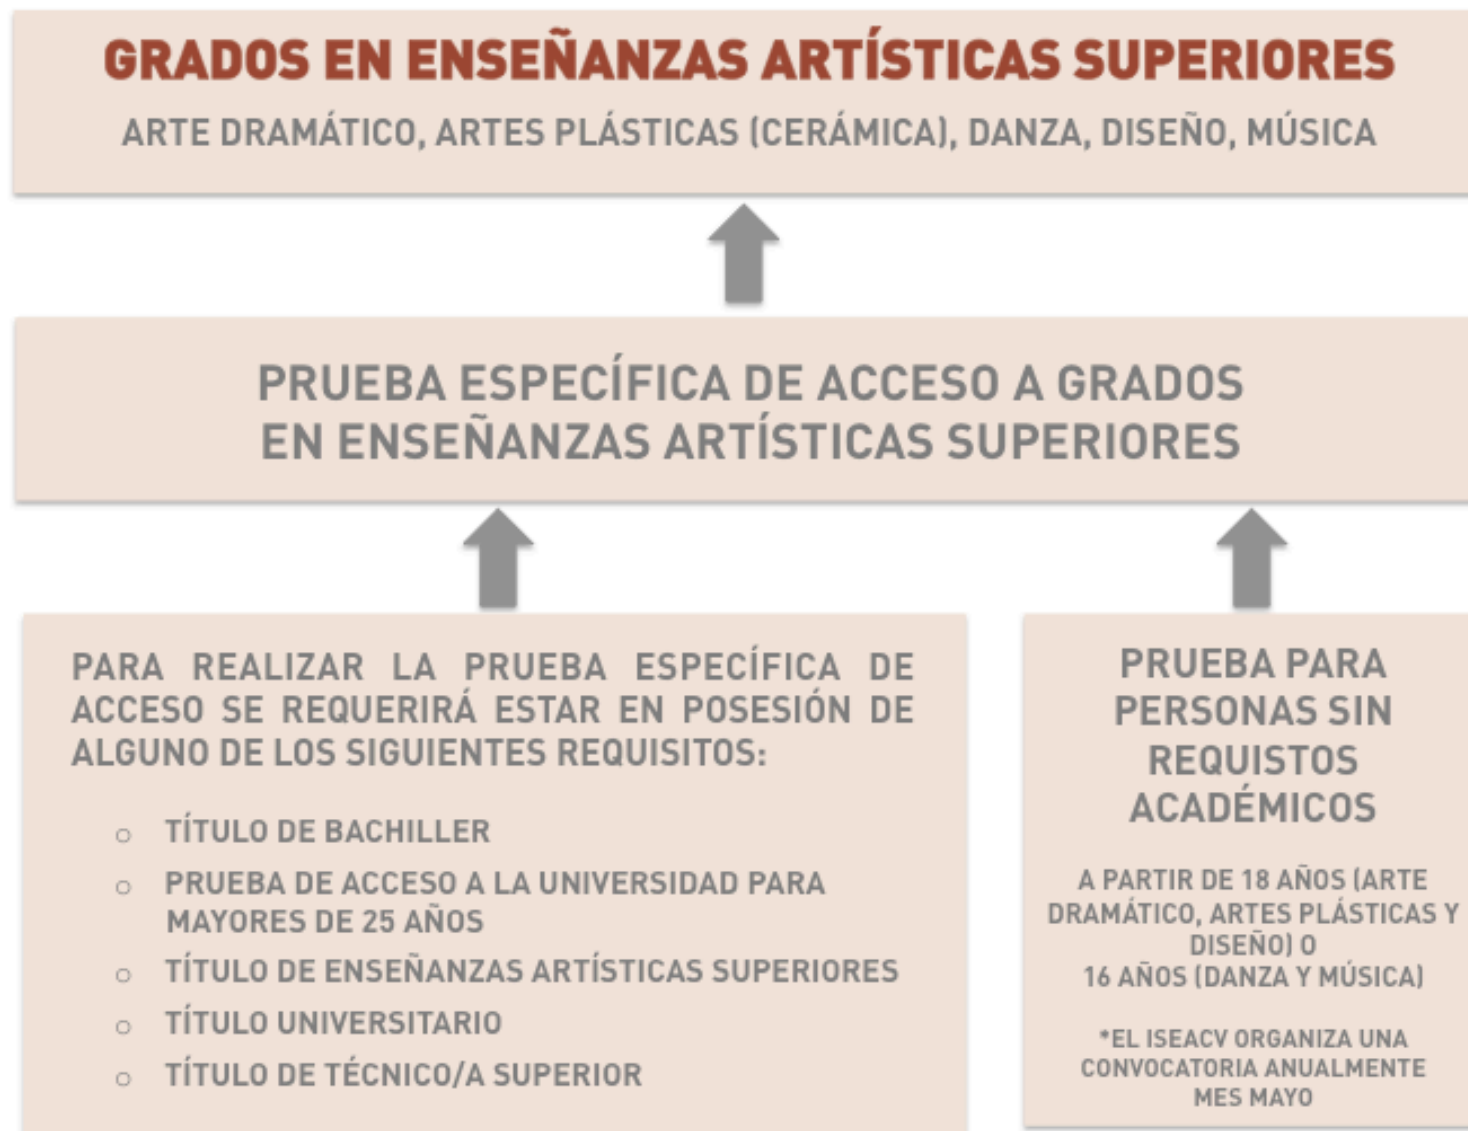 GRADOS EN ENSEÑANZAS ARTÍSTICAS SUPERIORES
ARTE DRAMÁTICO, ARTES PLÁSTICAS (CERÁMICA), DANZA, DISEÑO, MÚSICA
PRUEBA ESPECÍFICA DE ACCESO A GRADOS
EN ENSEÑANZAS ARTÍSTICAS SUPERIORES
PARA REALIZAR LA PRUEBA ESPECÍFICA DE
ACCESO SE REQUERIRÁ ESTAR EN POSESIÓN DE
ALGUNO DE LOS SIGUIENTES REQUISITOS:
○ TÍTULO DE BACHILLER
○ PRUEBA DE ACCESO A LA UNIVERSIDAD PARA
MAYORES DE 25 AÑOS
○ TÍTULO DE ENSEÑANZAS ARTÍSTICAS SUPERIORES
○ TÍTULO UNIVERSITARIO
○ TÍTULO DE TÉCNICO/A SUPERIOR
PRUEBA PARA
PERSONAS SIN
REQUISTOS
ACADÉMICOS
A PARTIR DE 18 AÑOS (ARTE
DRAMÁTICO, ARTES PLÁSTICAS Y
DISEÑO) O
16 AÑOS (DANZA Y MÚSICA)
*EL ISEACV ORGANIZA UNA
CONVOCATORIA ANUALMENTE
MES MAYO